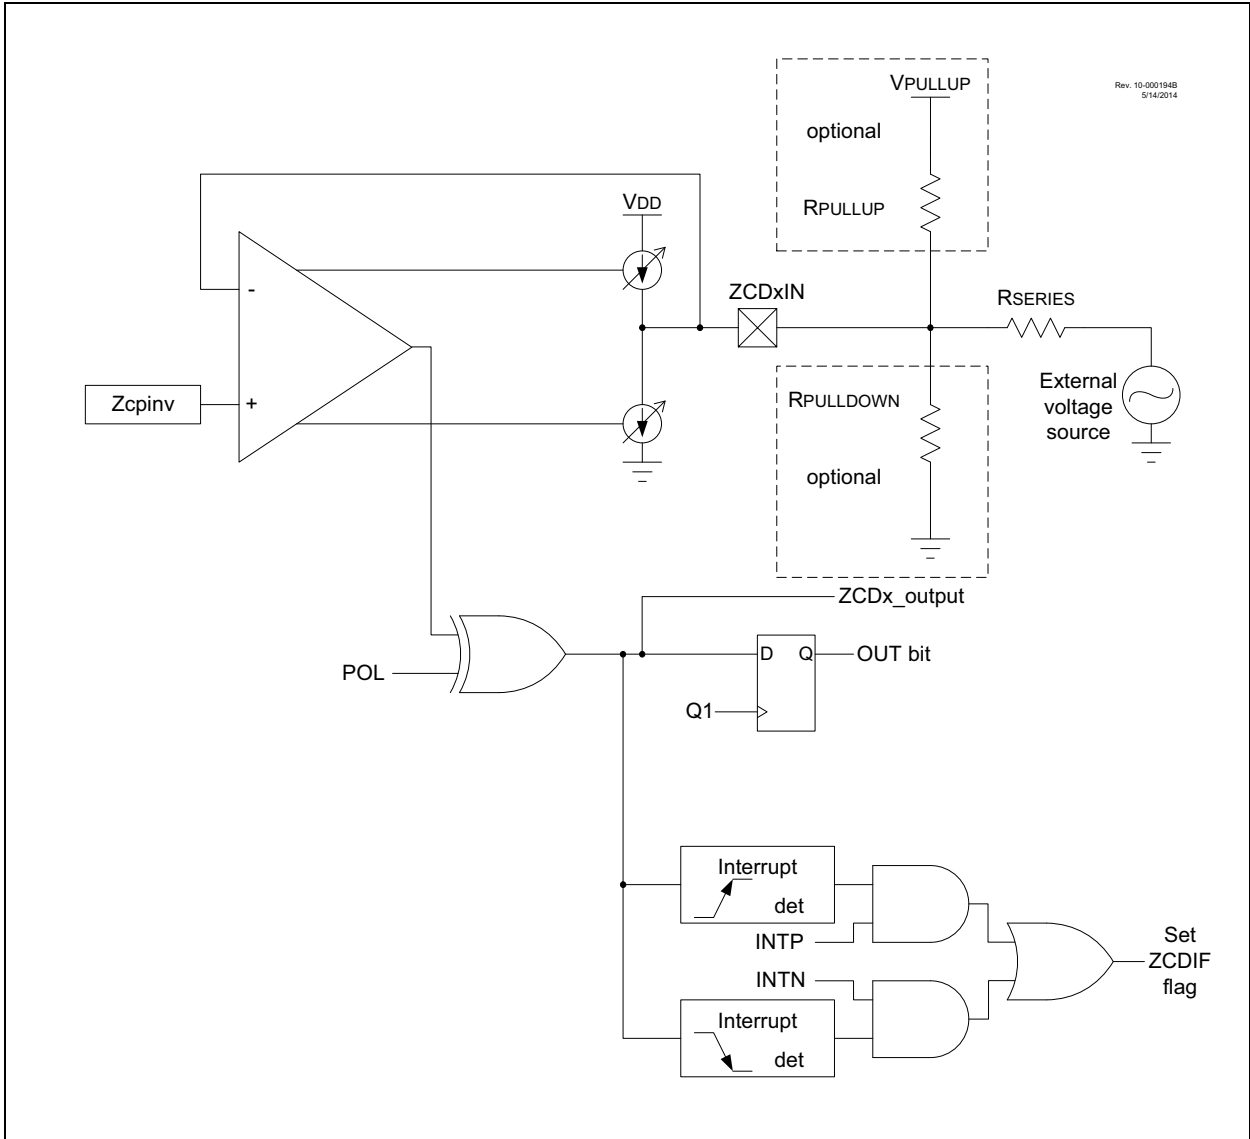 VPULLUP
Rev. 10-000194B
5/14/2014
optional
RPULLUP
VDD
-
ZCDxIN
RSERIES
Zcpinv
+
RPULLDOWN
External
voltage
source
optional
ZCDx_output
D Q
OUT bit
POL
Q1
Interrupt
det
INTP
INTN
Interrupt
det
Set
ZCDIF
flag